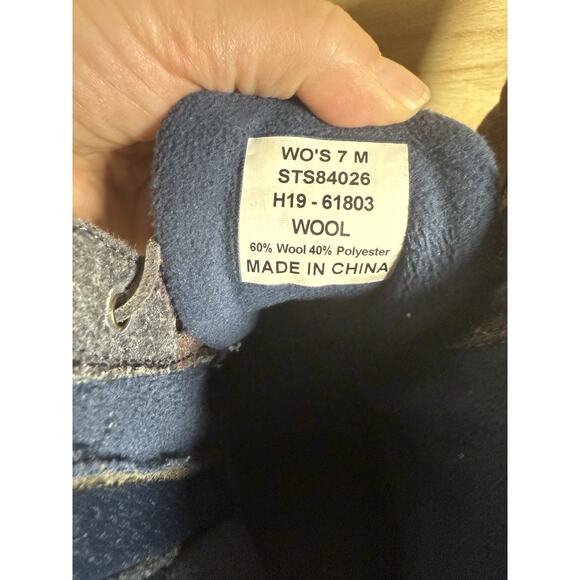 WO'S 7 M
STS84026
H19 - 61803
WOOL
60% Wool 40% Polyester
MADE IN CHINA